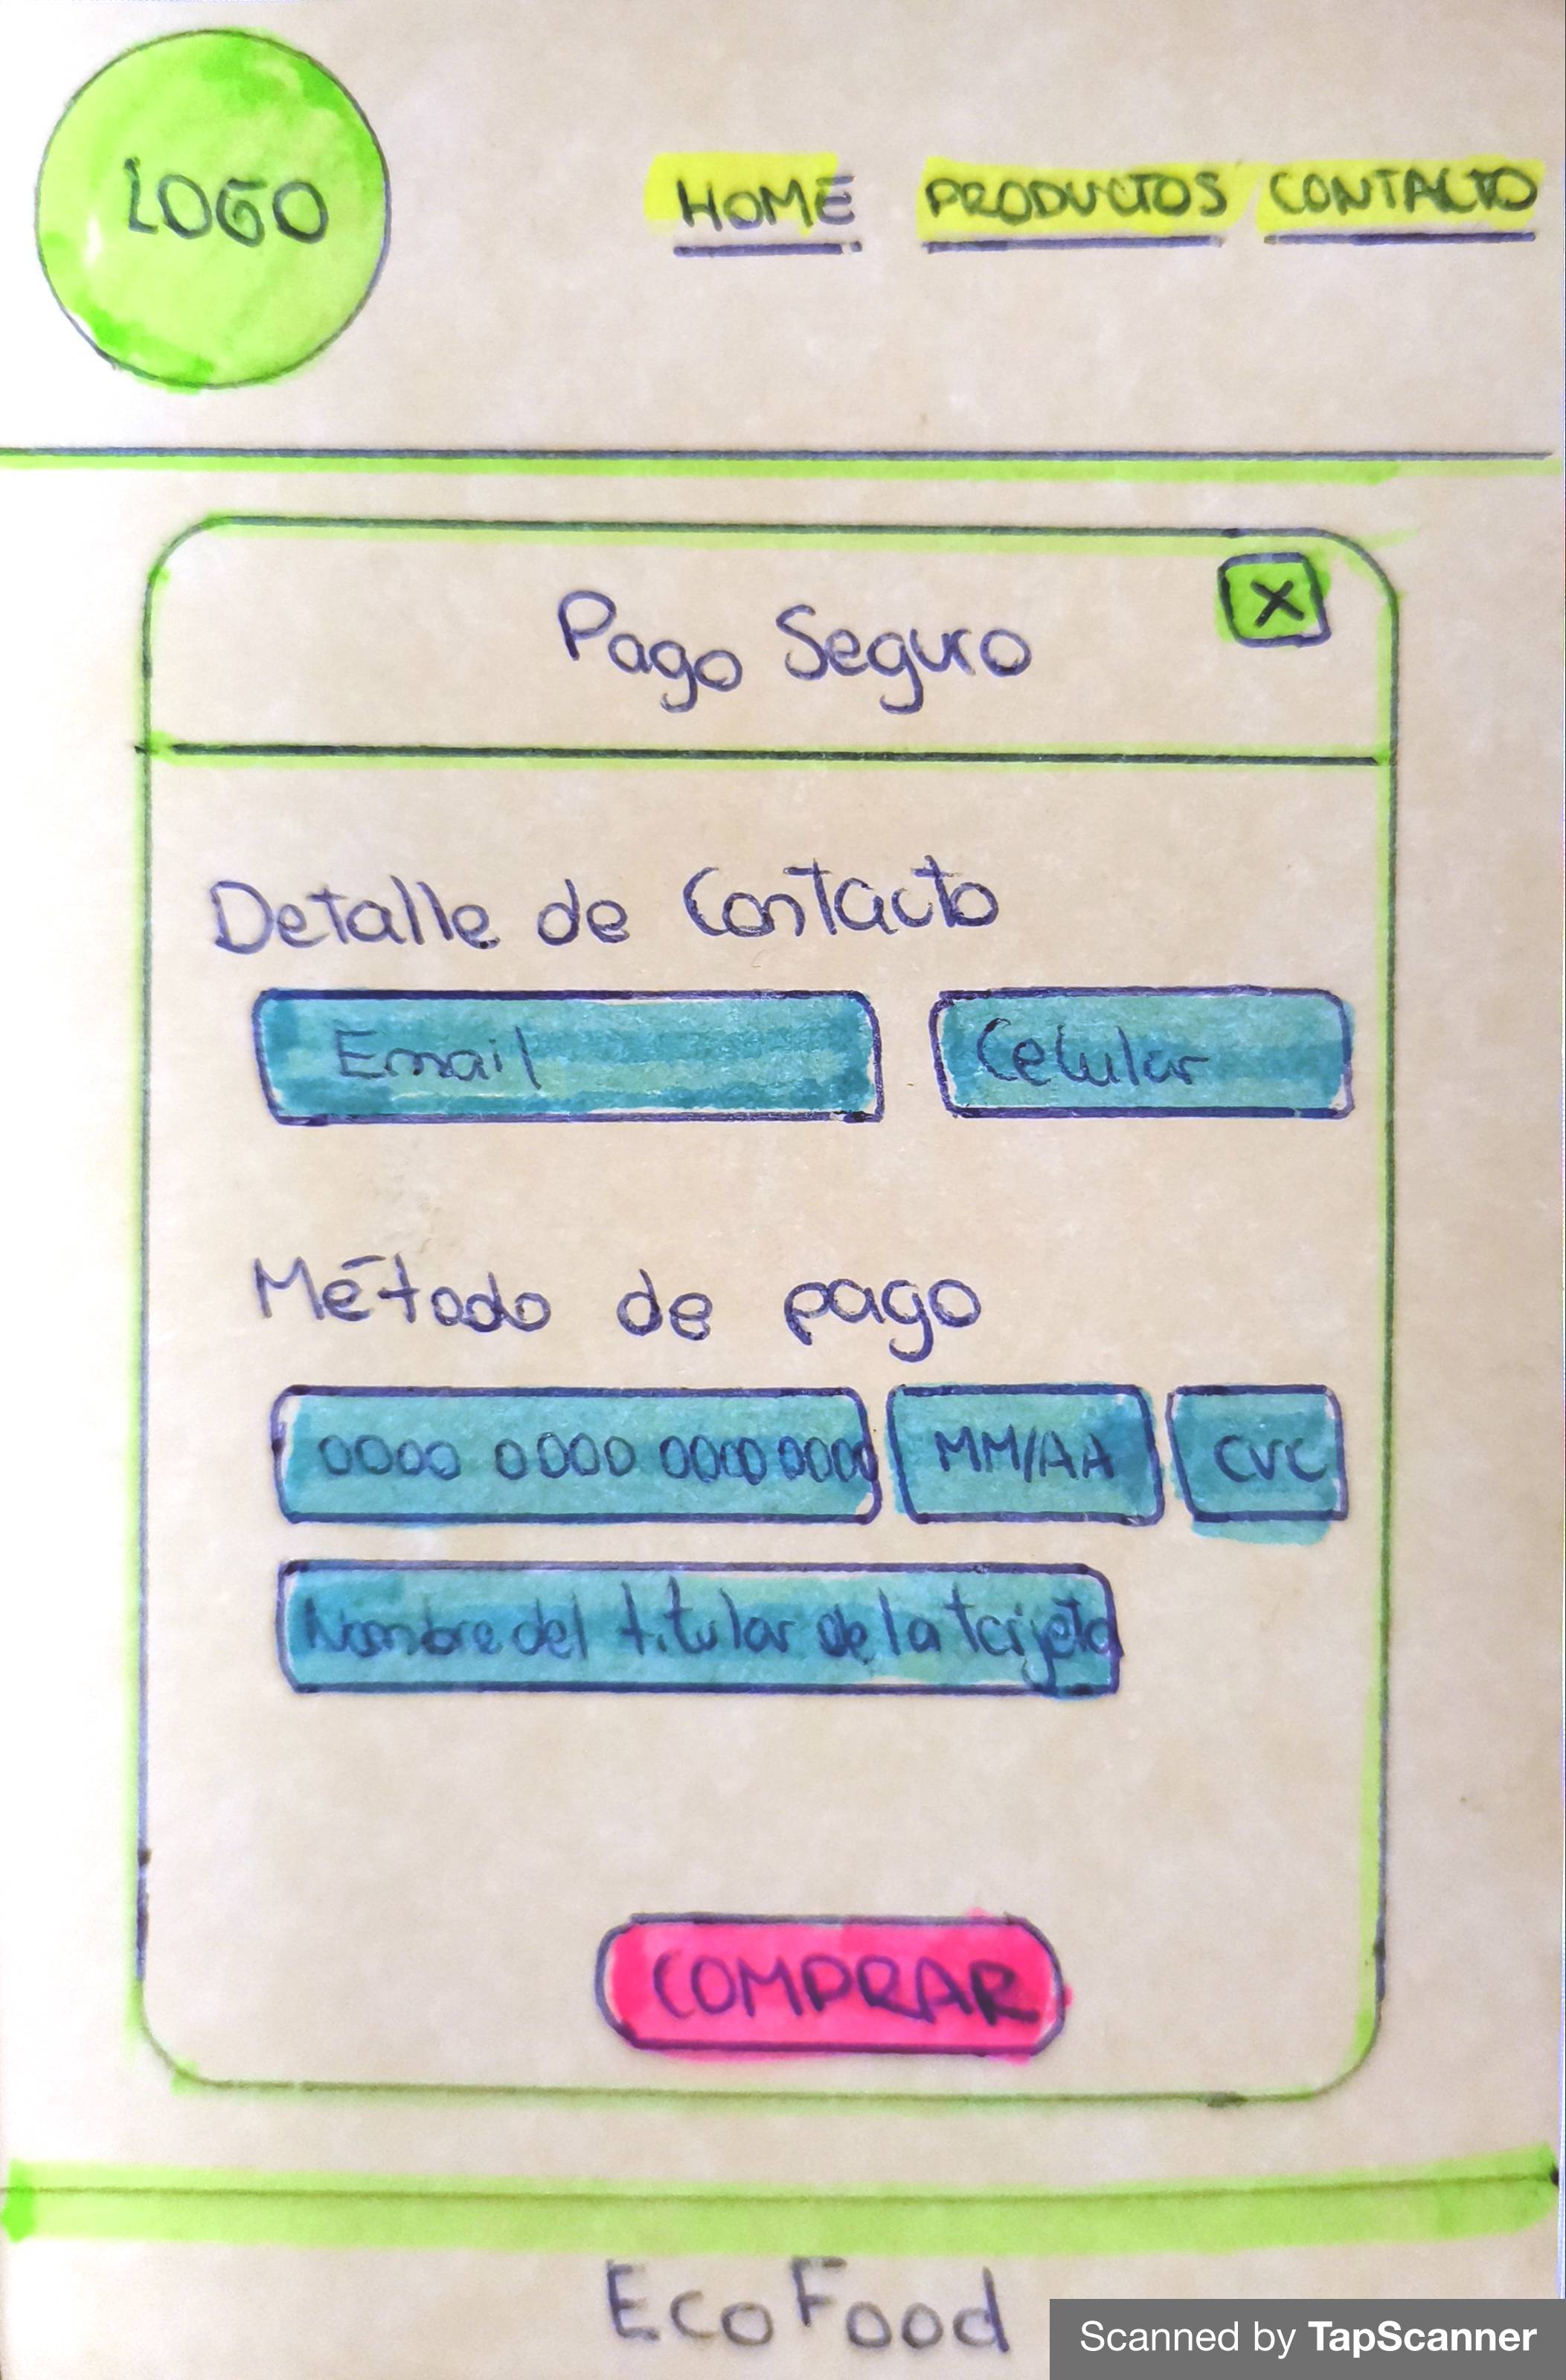 LOGO
HOME PRODUCTOS CONTACTO
Pago Seguro
X
Detalle de Contacto
Email Celular
Método de pago
0000 0000 0000 0000 MM/AA CVC
Nombre del titular de la tarjeta
COMPRAR
EcoFood
Scanned by TapScanner